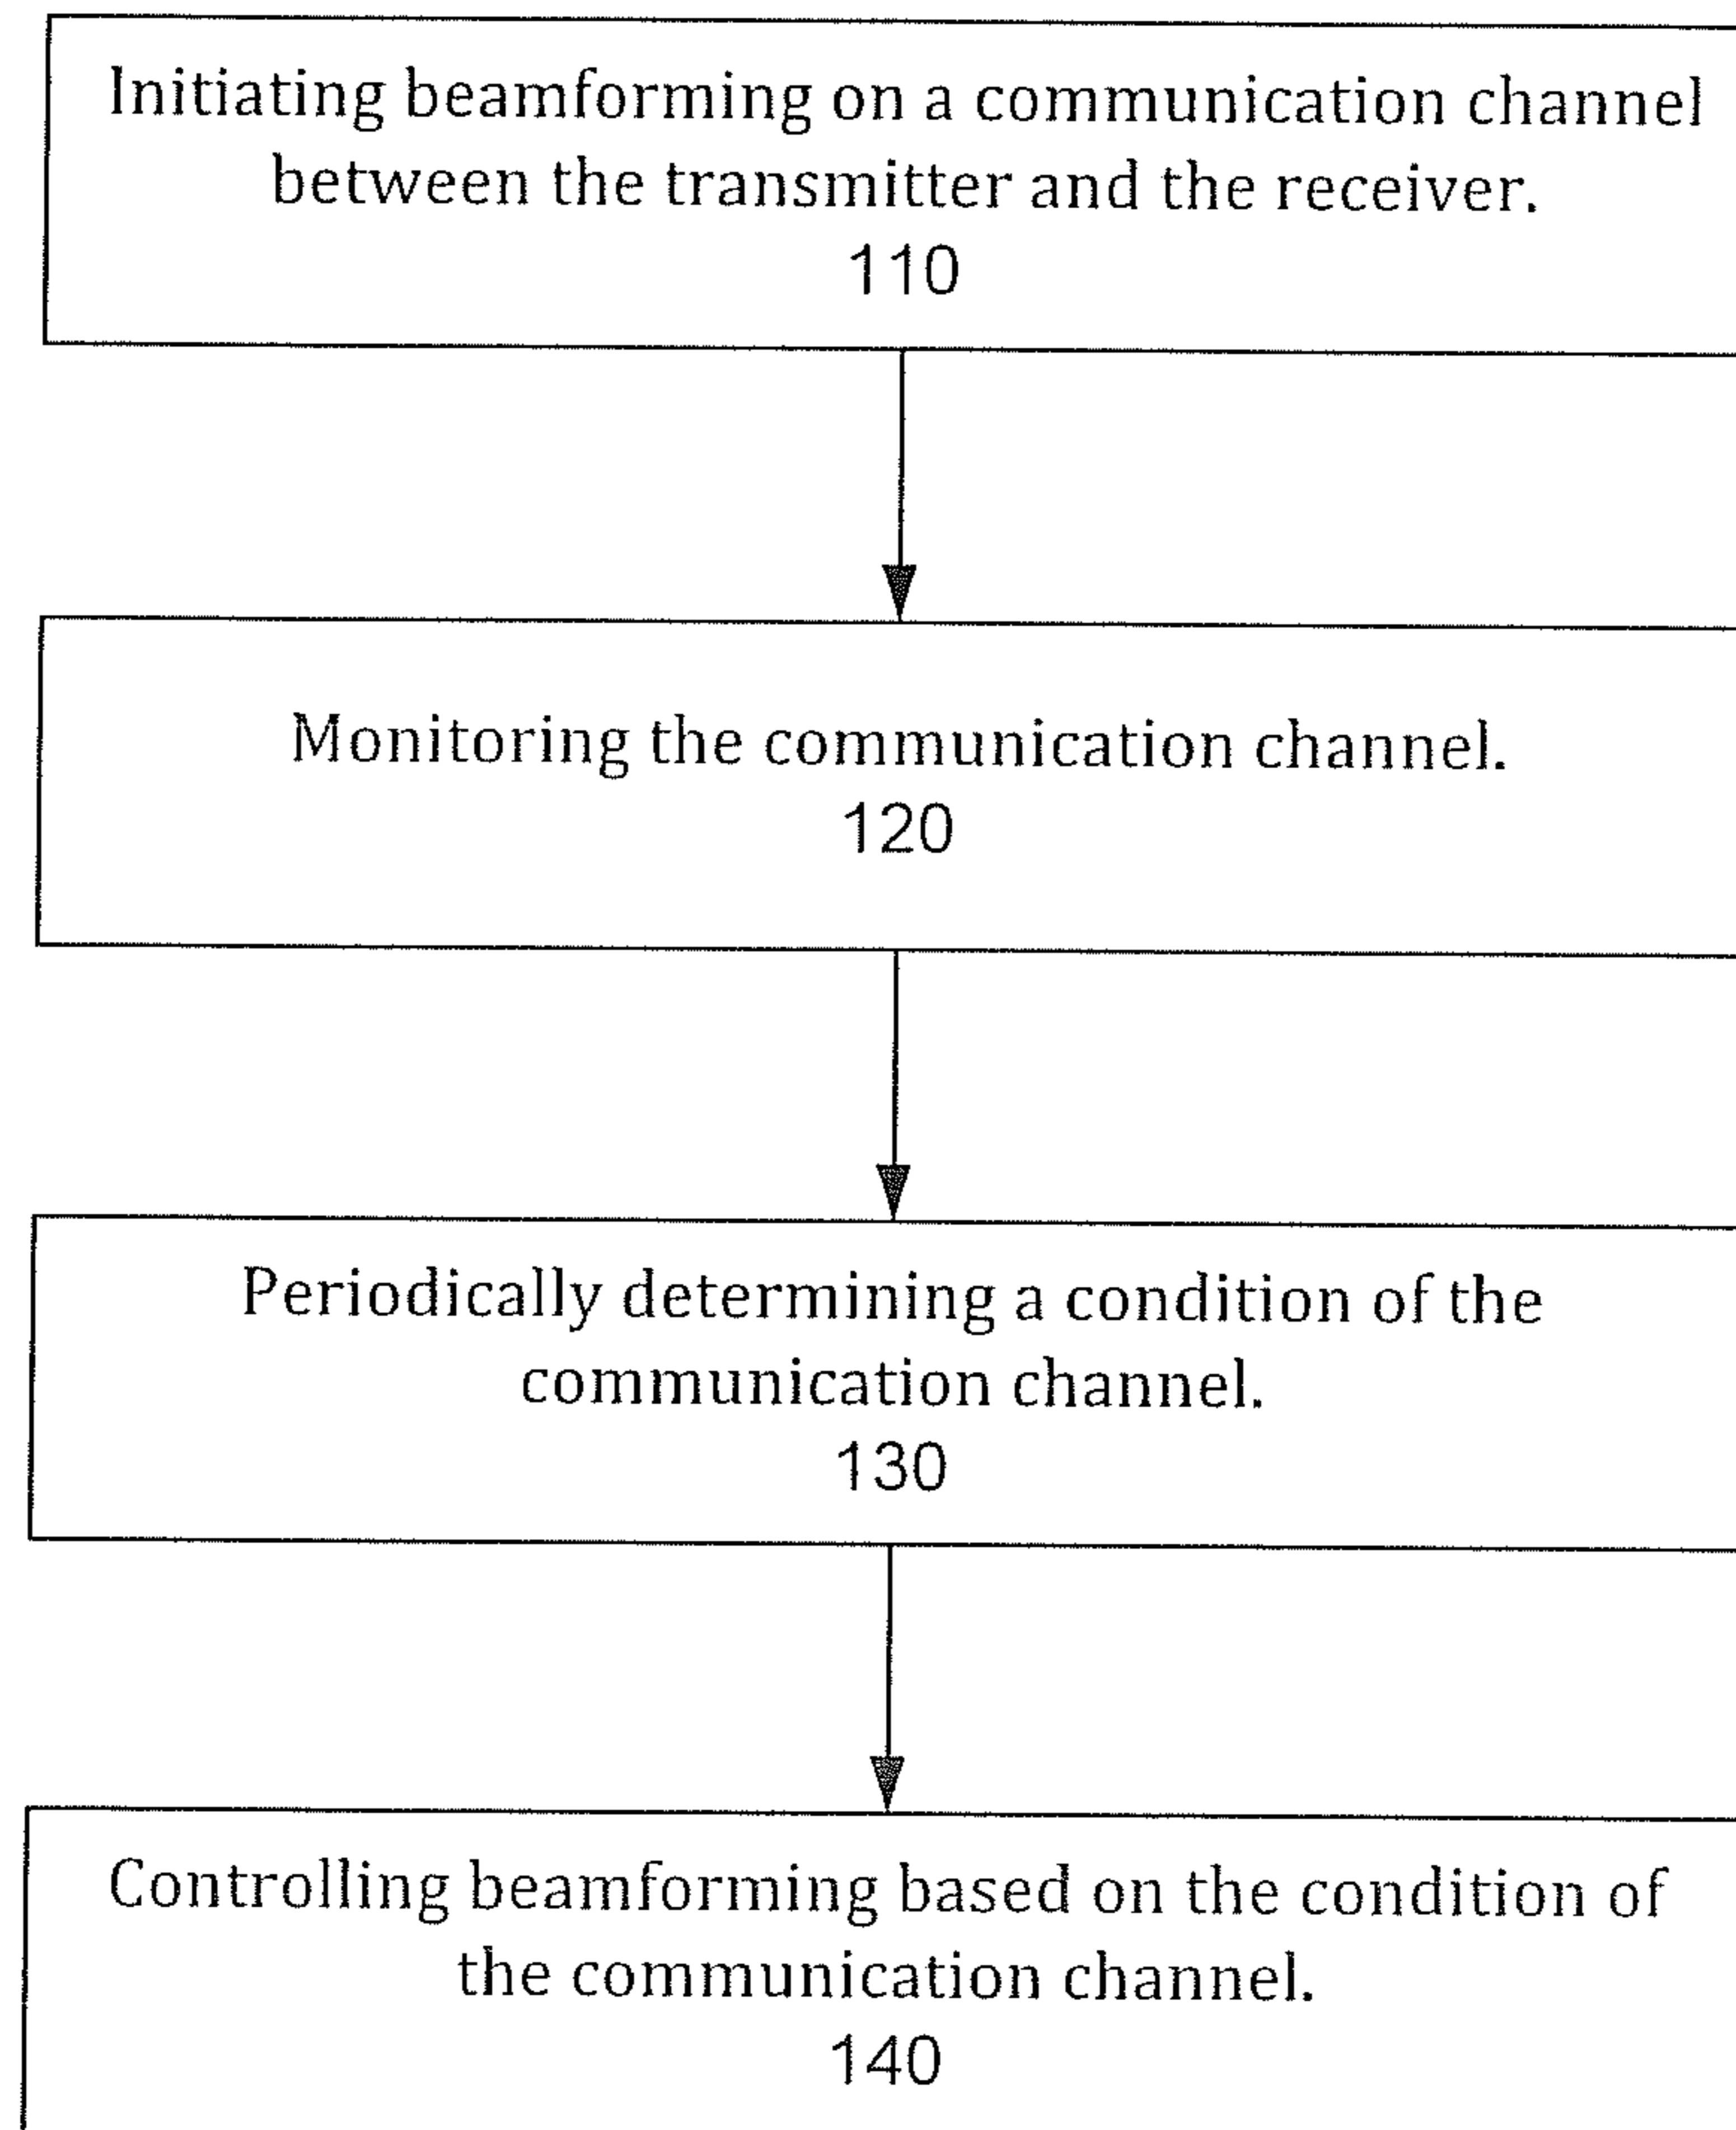 Initiating beamforming on a communication channel
between the transmitter and the receiver.
110
Monitoring the communication channel.
120
Periodically determining a condition of the
communication channel.
130
Controlling beamforming based on the condition of
the communication channel.
140